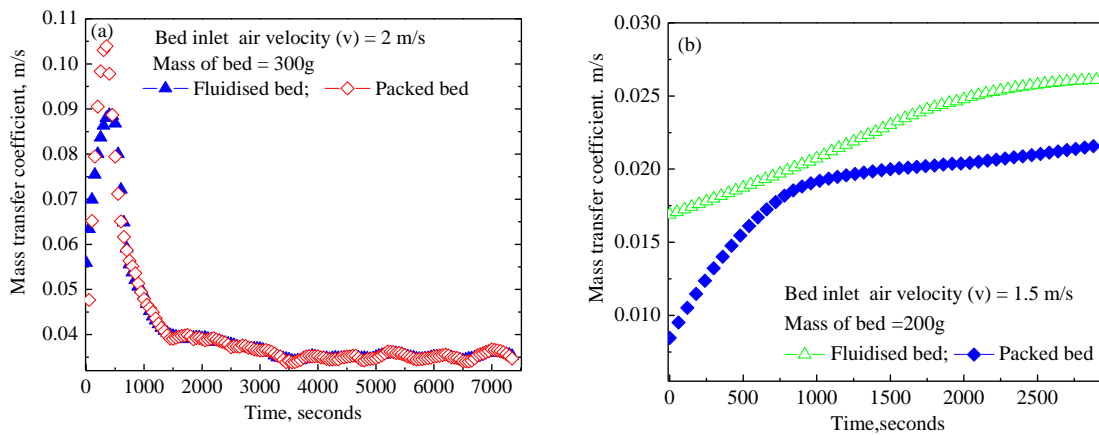 (a)
Bed inlet air velocity (v) = 2 m/s
Mass of bed = 300g
Fluidised bed; Packed bed
Mass transfer coefficient, m/s
0.11
0.10
0.09
0.08
0.07
0.06
0.05
0.04
0.03
0 1000 2000 3000 4000 5000 6000 7000
Time, seconds
(b)
Mass transfer coefficient. m/s
0.030
0.025
0.020
0.015
0.010
Bed inlet air velocity (v) = 1.5 m/s
Mass of bed =200g
Fluidised bed; Packed bed
0 500 1000 1500 2000 2500
Time,seconds